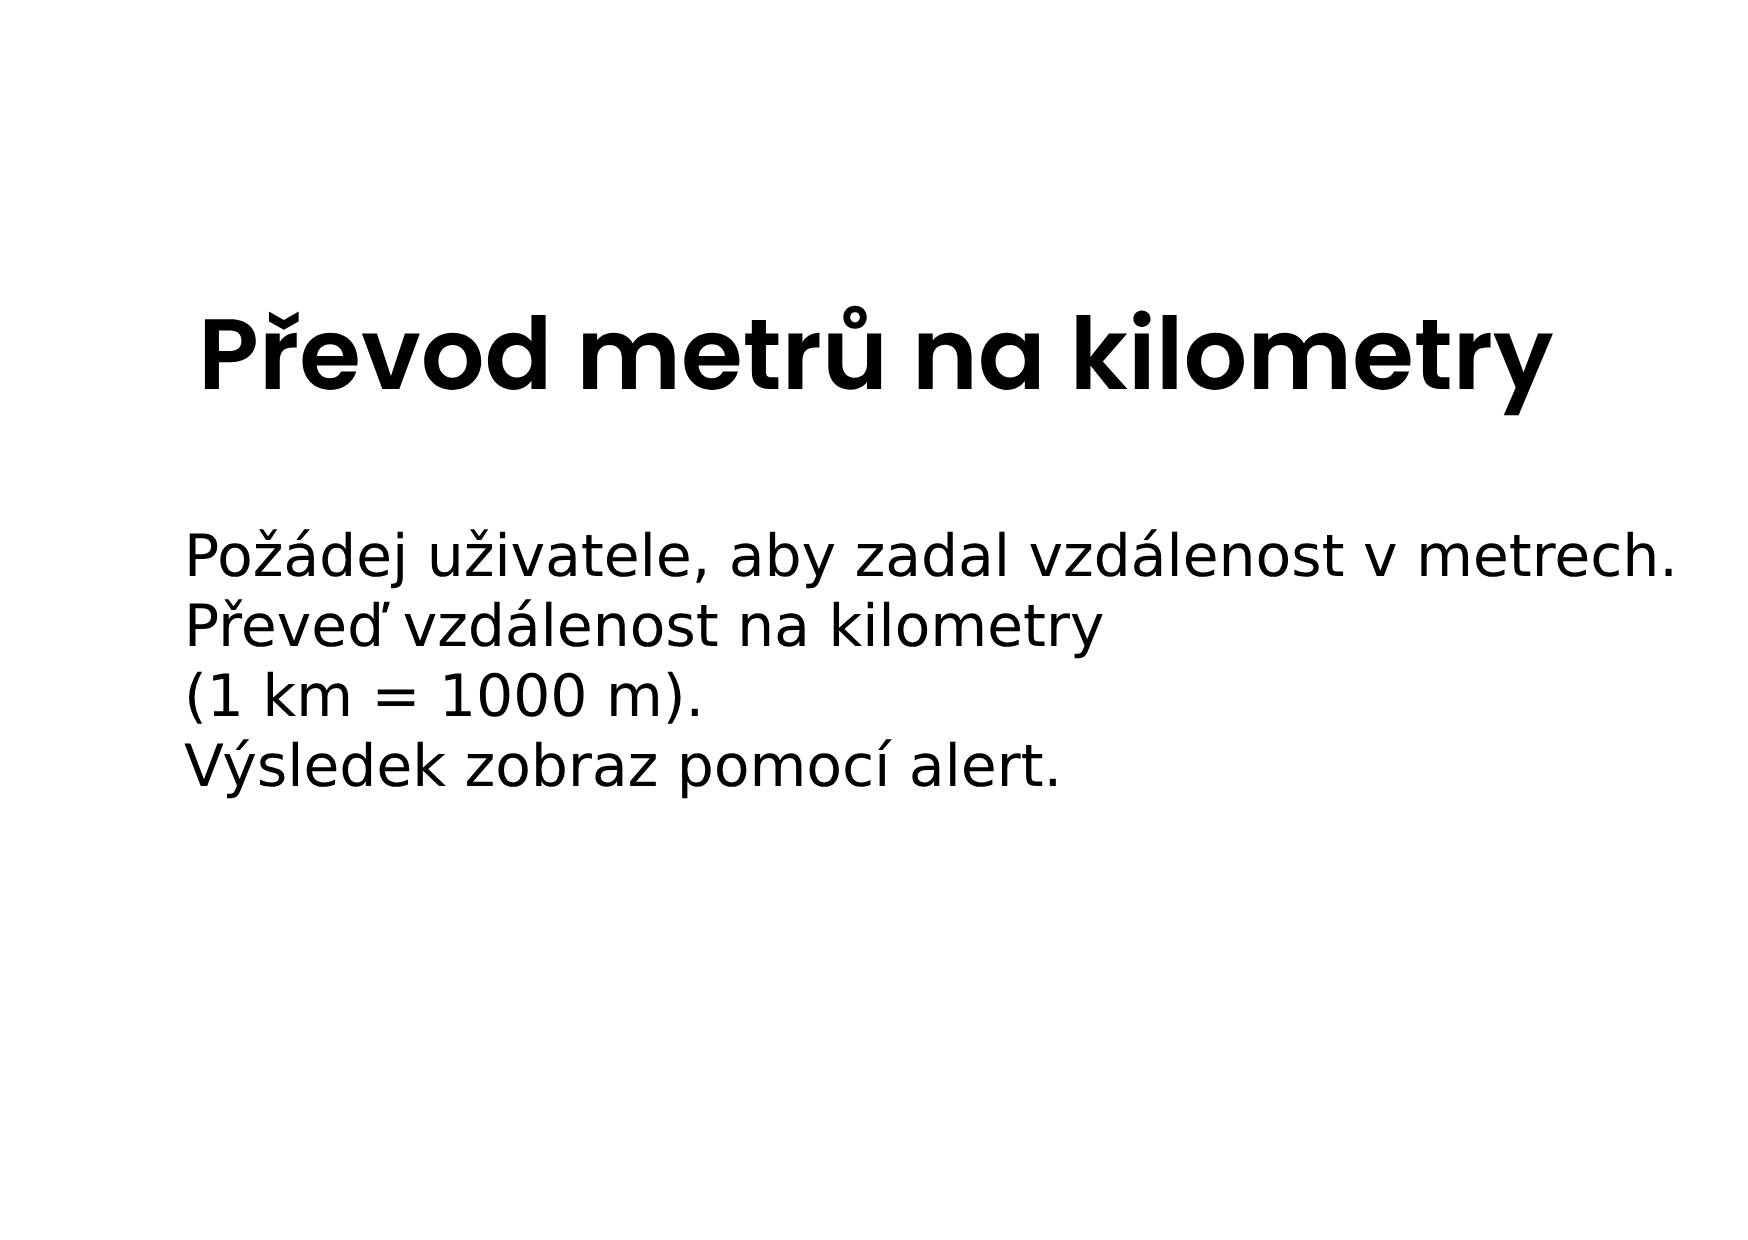 Převod metrů na kilometry
Požádej uživatele, aby zadal vzdálenost v metrech.
Převeď vzdálenost na kilometry
(1 km = 1000 m).
Výsledek zobraz pomocí alert.